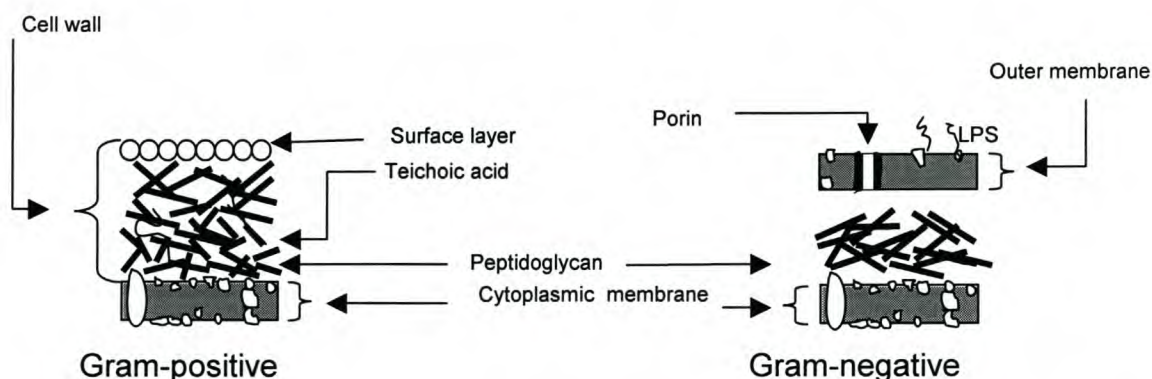 Cell wall
Outer membrane
Porin
LPS
Surface layer
Teichoic acid
Peptidoglycan
Cytoplasmic membrane
Gram-positive
Gram-negative